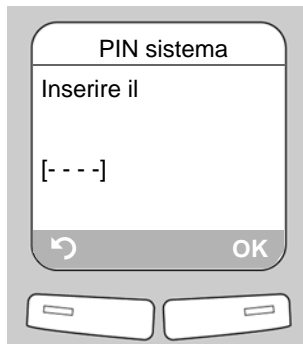 PIN sistema
Inserire il
[- - - -]
OK